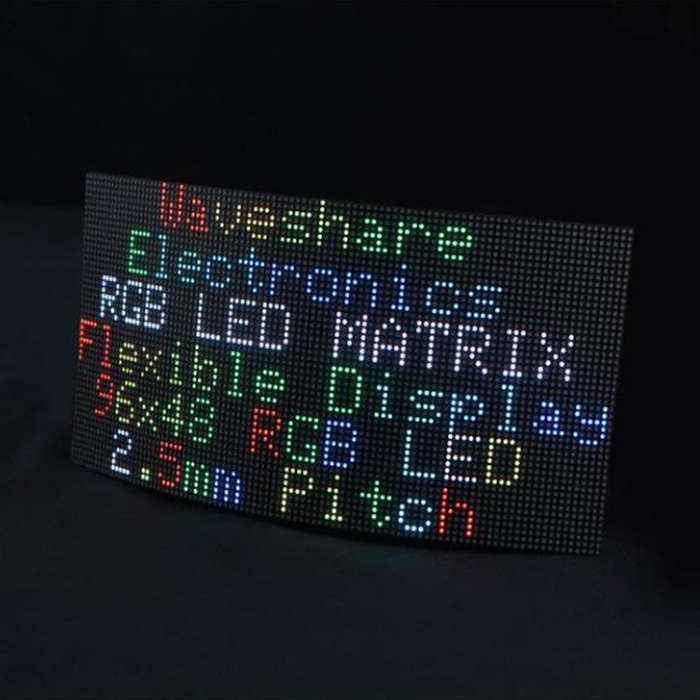 Waveshare
Electronics
RGB LED MATRIX
Flexible Display
96x48 RGB LED
2.5mm Pitch